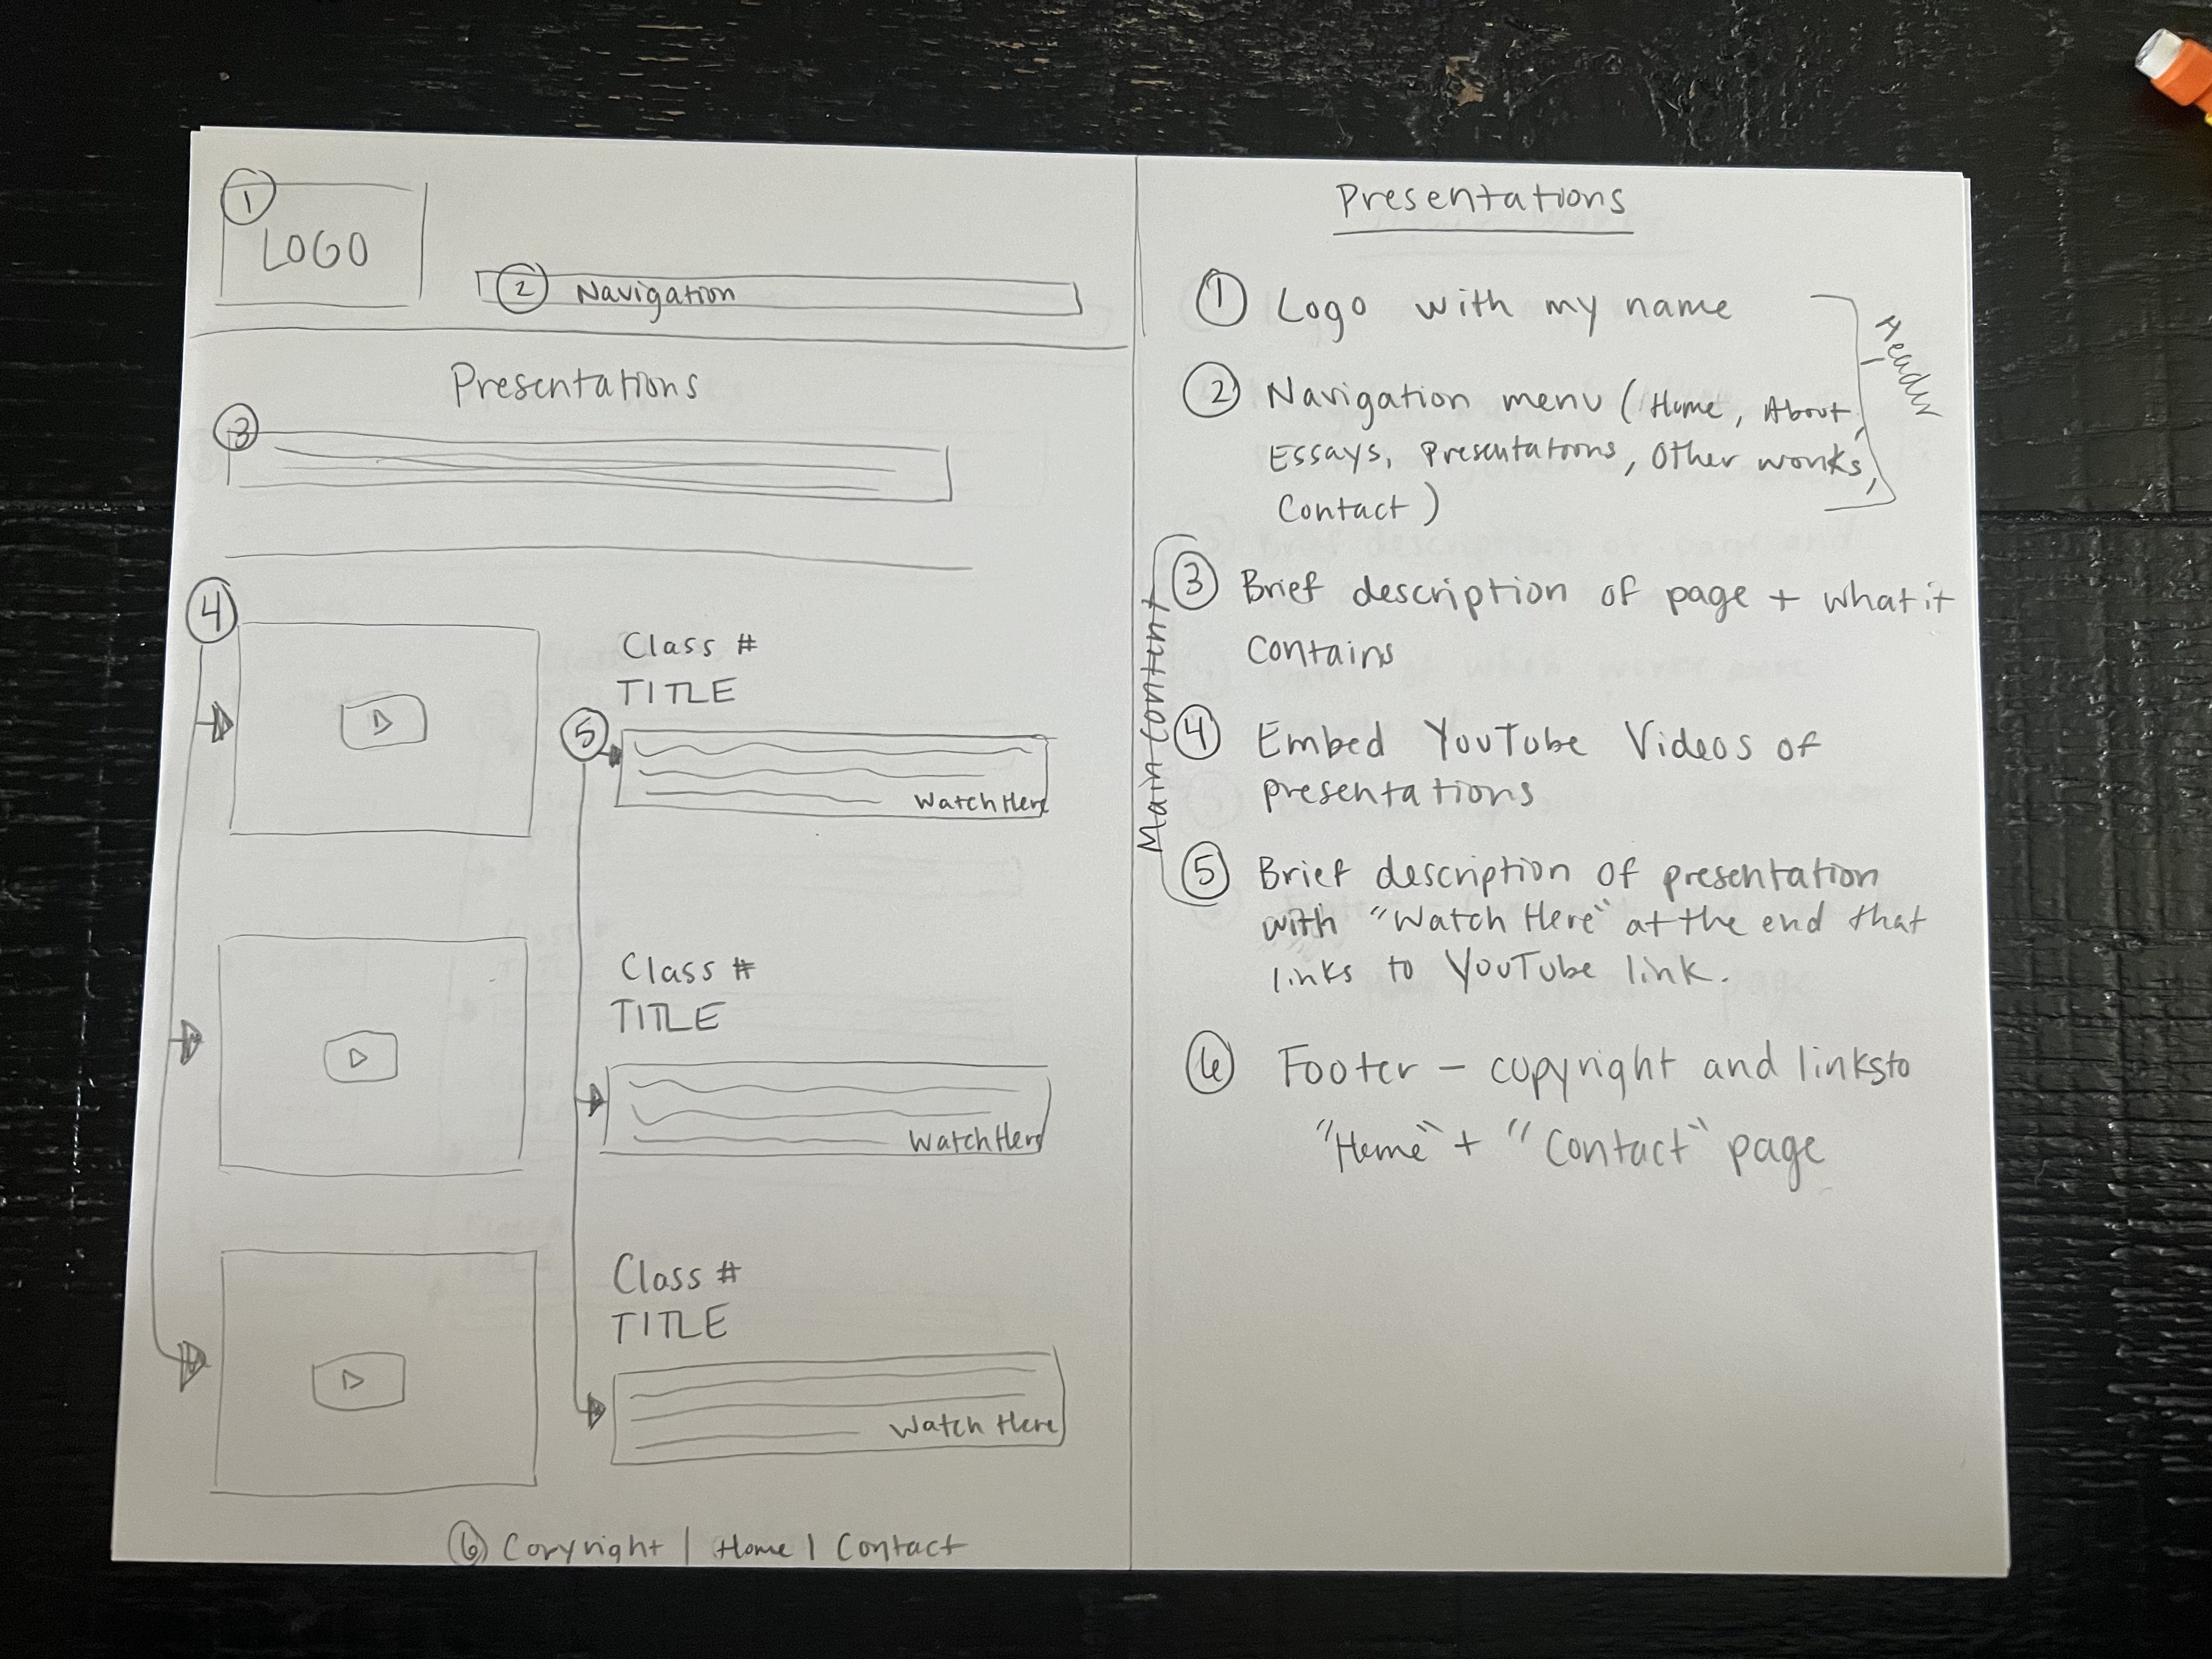 1
LOGO
2 Navigation
Presentations
3
4
Class #
TITLE
5
Watch Here
Class #
TITLE
Watch Here
Class #
TITLE
Watch Here
6 Copyright | Home | Contact
Presentations
1 Logo with my name
2 Navigation menu (Home, About,
Essays, Presentations, Other works,
Contact)
Header
Main Content
3 Brief description of page + what it
contains
4 Embed YouTube Videos of
presentations
5 Brief description of presentation
with "Watch Here" at the end that
links to YouTube link.
6 Footer - copyright and links to
"Home" + "Contact" page